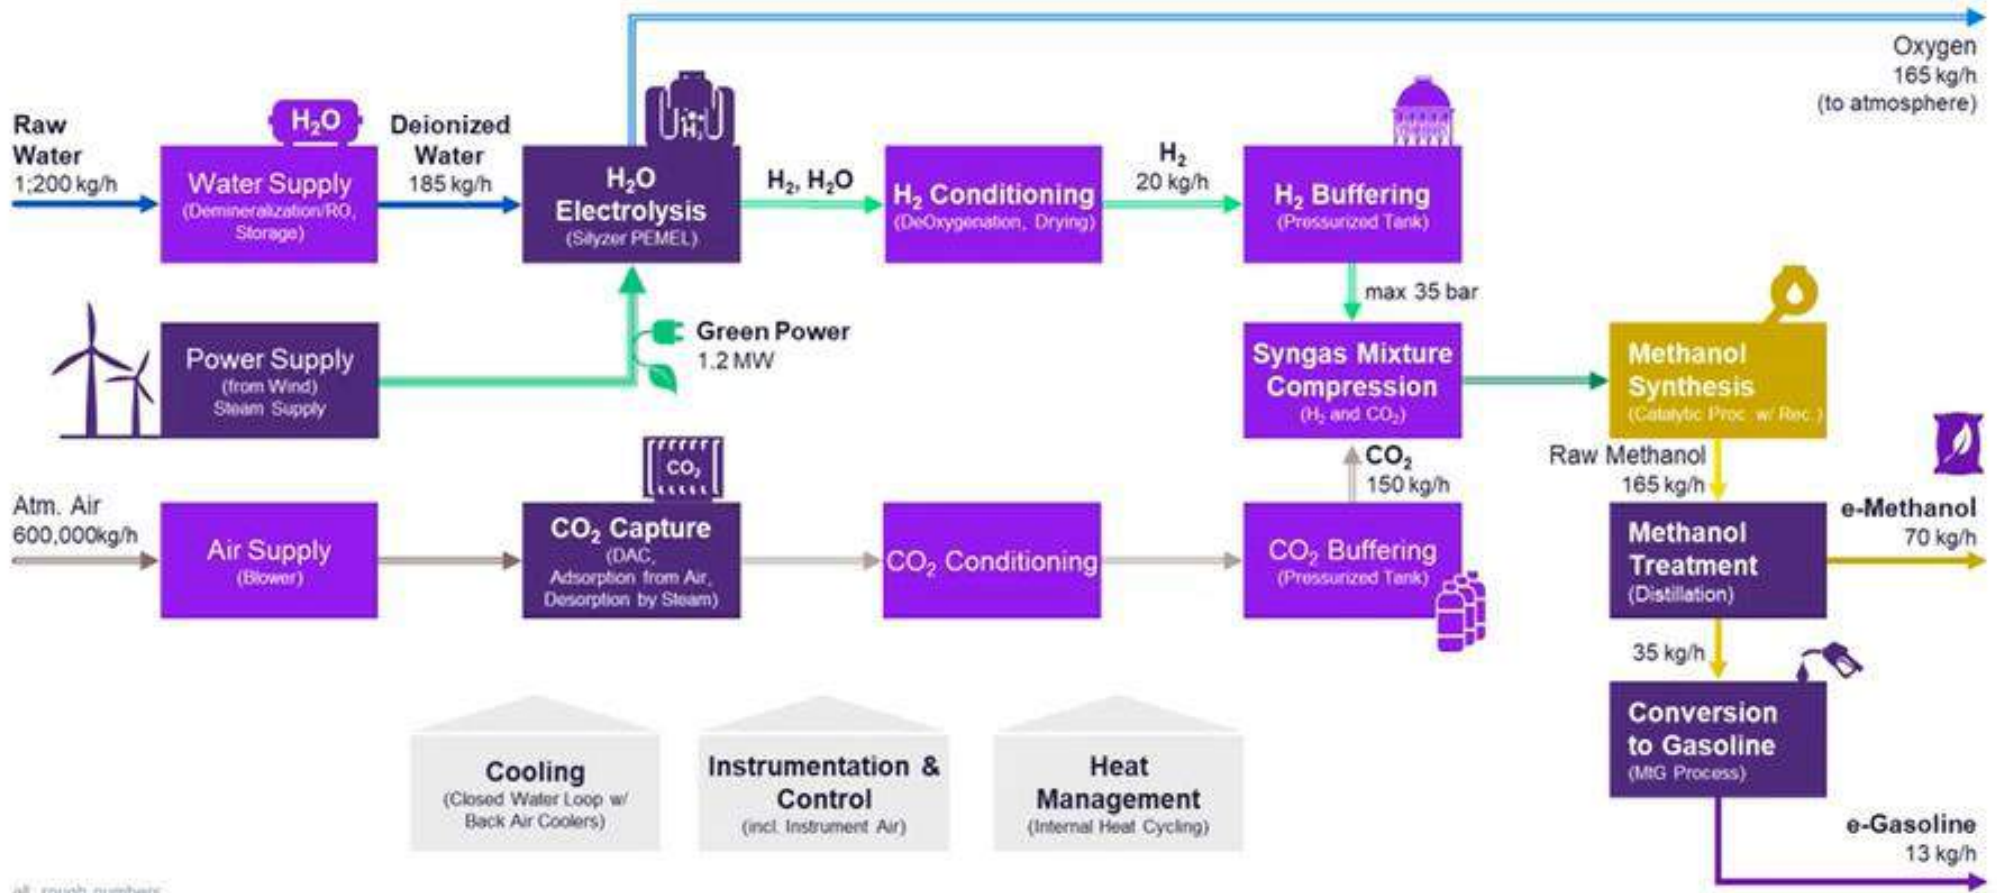 Oxygen
165 kg/h
(to atmosphere)
Raw
Water
1;200 kg/h
H₂O
Water Supply
(Demineralization/RO,
Storage)
Deionized
Water
185 kg/h
H₂
H₂O
Electrolysis
(Silyzer PEMEL)
H₂, H₂O
H₂ Conditioning
(DeOxygenation, Drying)
H₂
20 kg/h
H₂ Buffering
(Pressurized Tank)
max 35 bar
Power Supply
(from Wind)
Steam Supply
Green Power
1.2 MW
Syngas Mixture
Compression
(H₂ and CO₂)
Methanol
Synthesis
(Catalytic Proc. w/ Rec.)
Atm. Air
600,000kg/h
Air Supply
(Blower)
CO₂
CO₂ Capture
(DAC,
Adsorption from Air,
Desorption by Steam)
CO₂ Conditioning
CO₂ Buffering
(Pressurized Tank)
CO₂
150 kg/h
Raw Methanol
165 kg/h
Methanol
Treatment
(Distillation)
e-Methanol
70 kg/h
35 kg/h
Conversion
to Gasoline
(MtG Process)
e-Gasoline
13 kg/h
Cooling
(Closed Water Loop w/
Back Air Coolers)
Instrumentation &
Control
(incl. Instrument Air)
Heat
Management
(Internal Heat Cycling)
all rough numbers